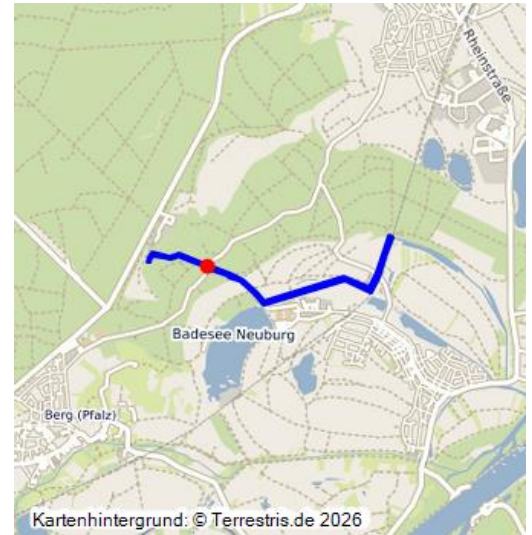 Rheinstraße
Badesee Neuburg
Berg (Pfalz)
Kartenhintergrund: © Terrestris.de 2026